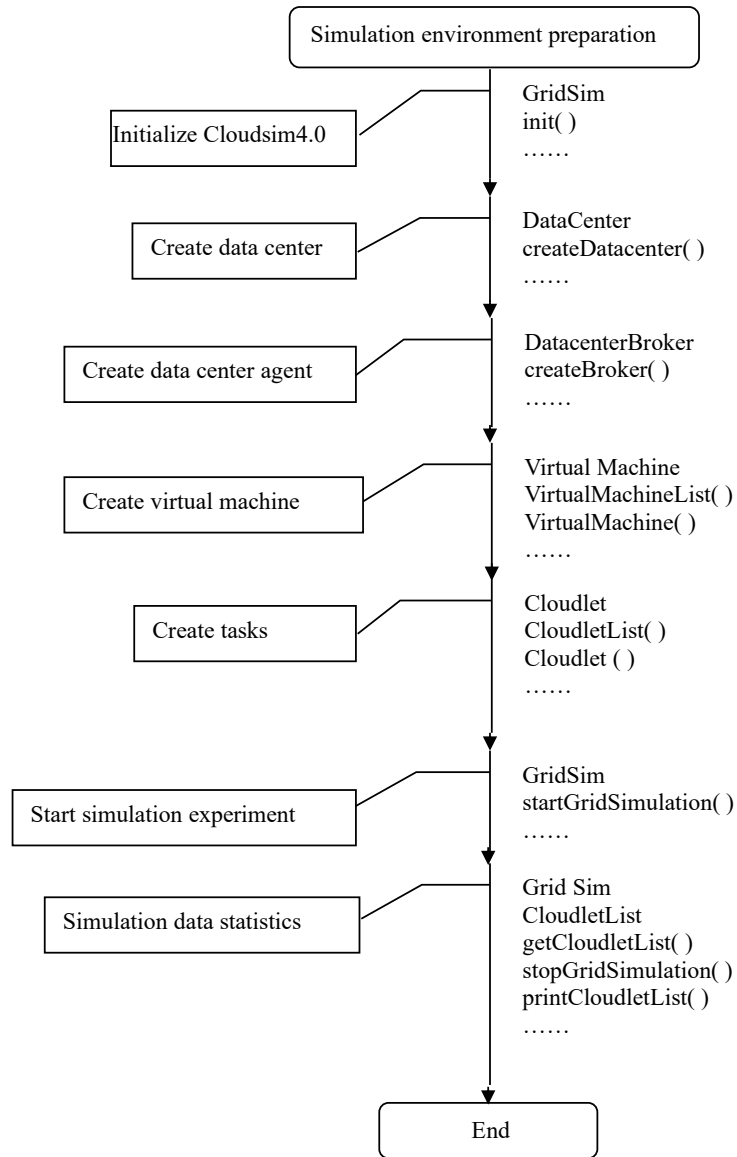 Simulation environment preparation
Initialize Cloudsim4.0
GridSim
init( )
……
Create data center
DataCenter
createDatacenter( )
……
Create data center agent
DatacenterBroker
createBroker( )
……
Create virtual machine
Virtual Machine
VirtualMachineList( )
VirtualMachine( )
……
Create tasks
Cloudlet
CloudletList( )
Cloudlet ( )
……
Start simulation experiment
GridSim
startGridSimulation( )
……
Simulation data statistics
Grid Sim
CloudletList
getCloudletList( )
stopGridSimulation( )
printCloudletList( )
……
End